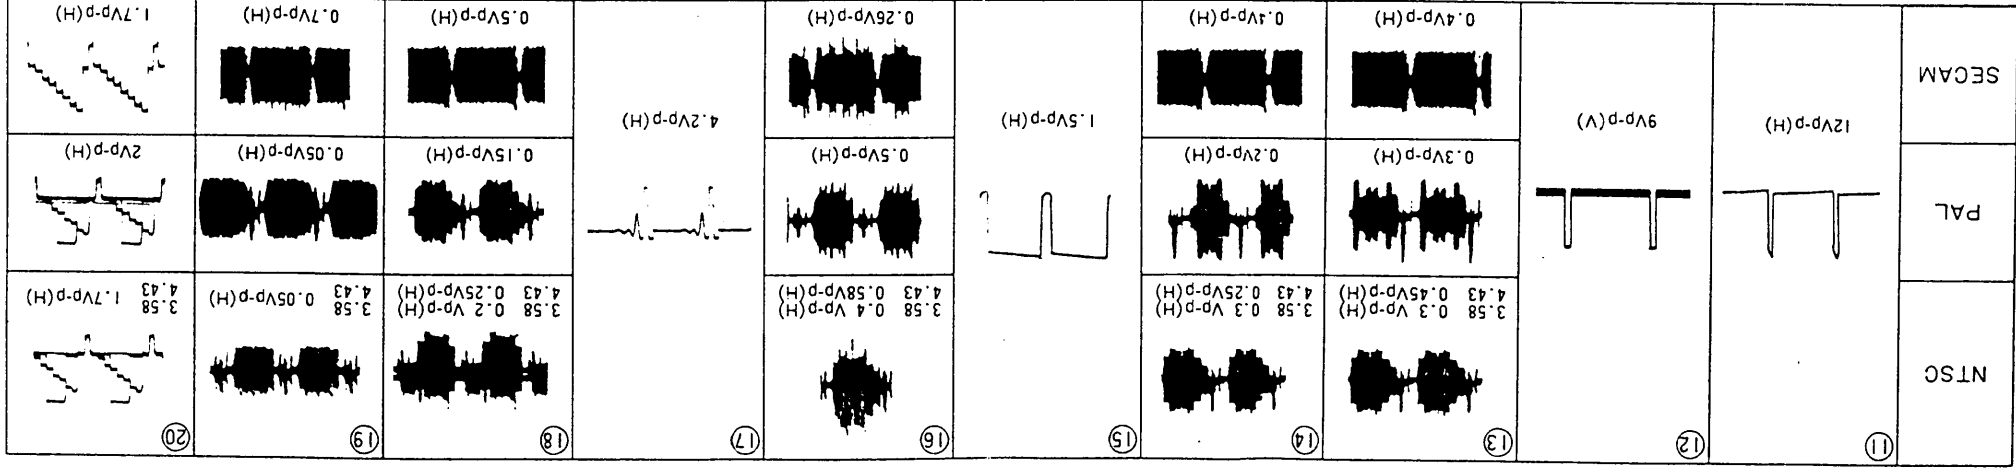 ⑪
⑫
⑬
⑭
⑮
⑯
⑰
⑱
⑲
⑳
NTSC
3.58 0.3 Vp-p(H)
4.43 0.45Vp-p(H)
3.58 0.3 Vp-p(H)
4.43 0.25Vp-p(H)
3.58 0.4 Vp-p(H)
4.43 0.58Vp-p(H)
3.58 0.2 Vp-p(H)
4.43 0.25Vp-p(H)
3.58
4.43
0.05Vp-p(H)
3.58
4.43
1.7Vp-p(H)
PAL
12Vp-p(H)
9Vp-p(V)
0.3Vp-p(H)
0.2Vp-p(H)
1.5Vp-p(H)
0.5Vp-p(H)
4.2Vp-p(H)
0.15Vp-p(H)
0.05Vp-p(H)
2Vp-p(H)
SECAM
0.4Vp-p(H)
0.4Vp-p(H)
0.26Vp-p(H)
0.5Vp-p(H)
0.7Vp-p(H)
1.7Vp-p(H)